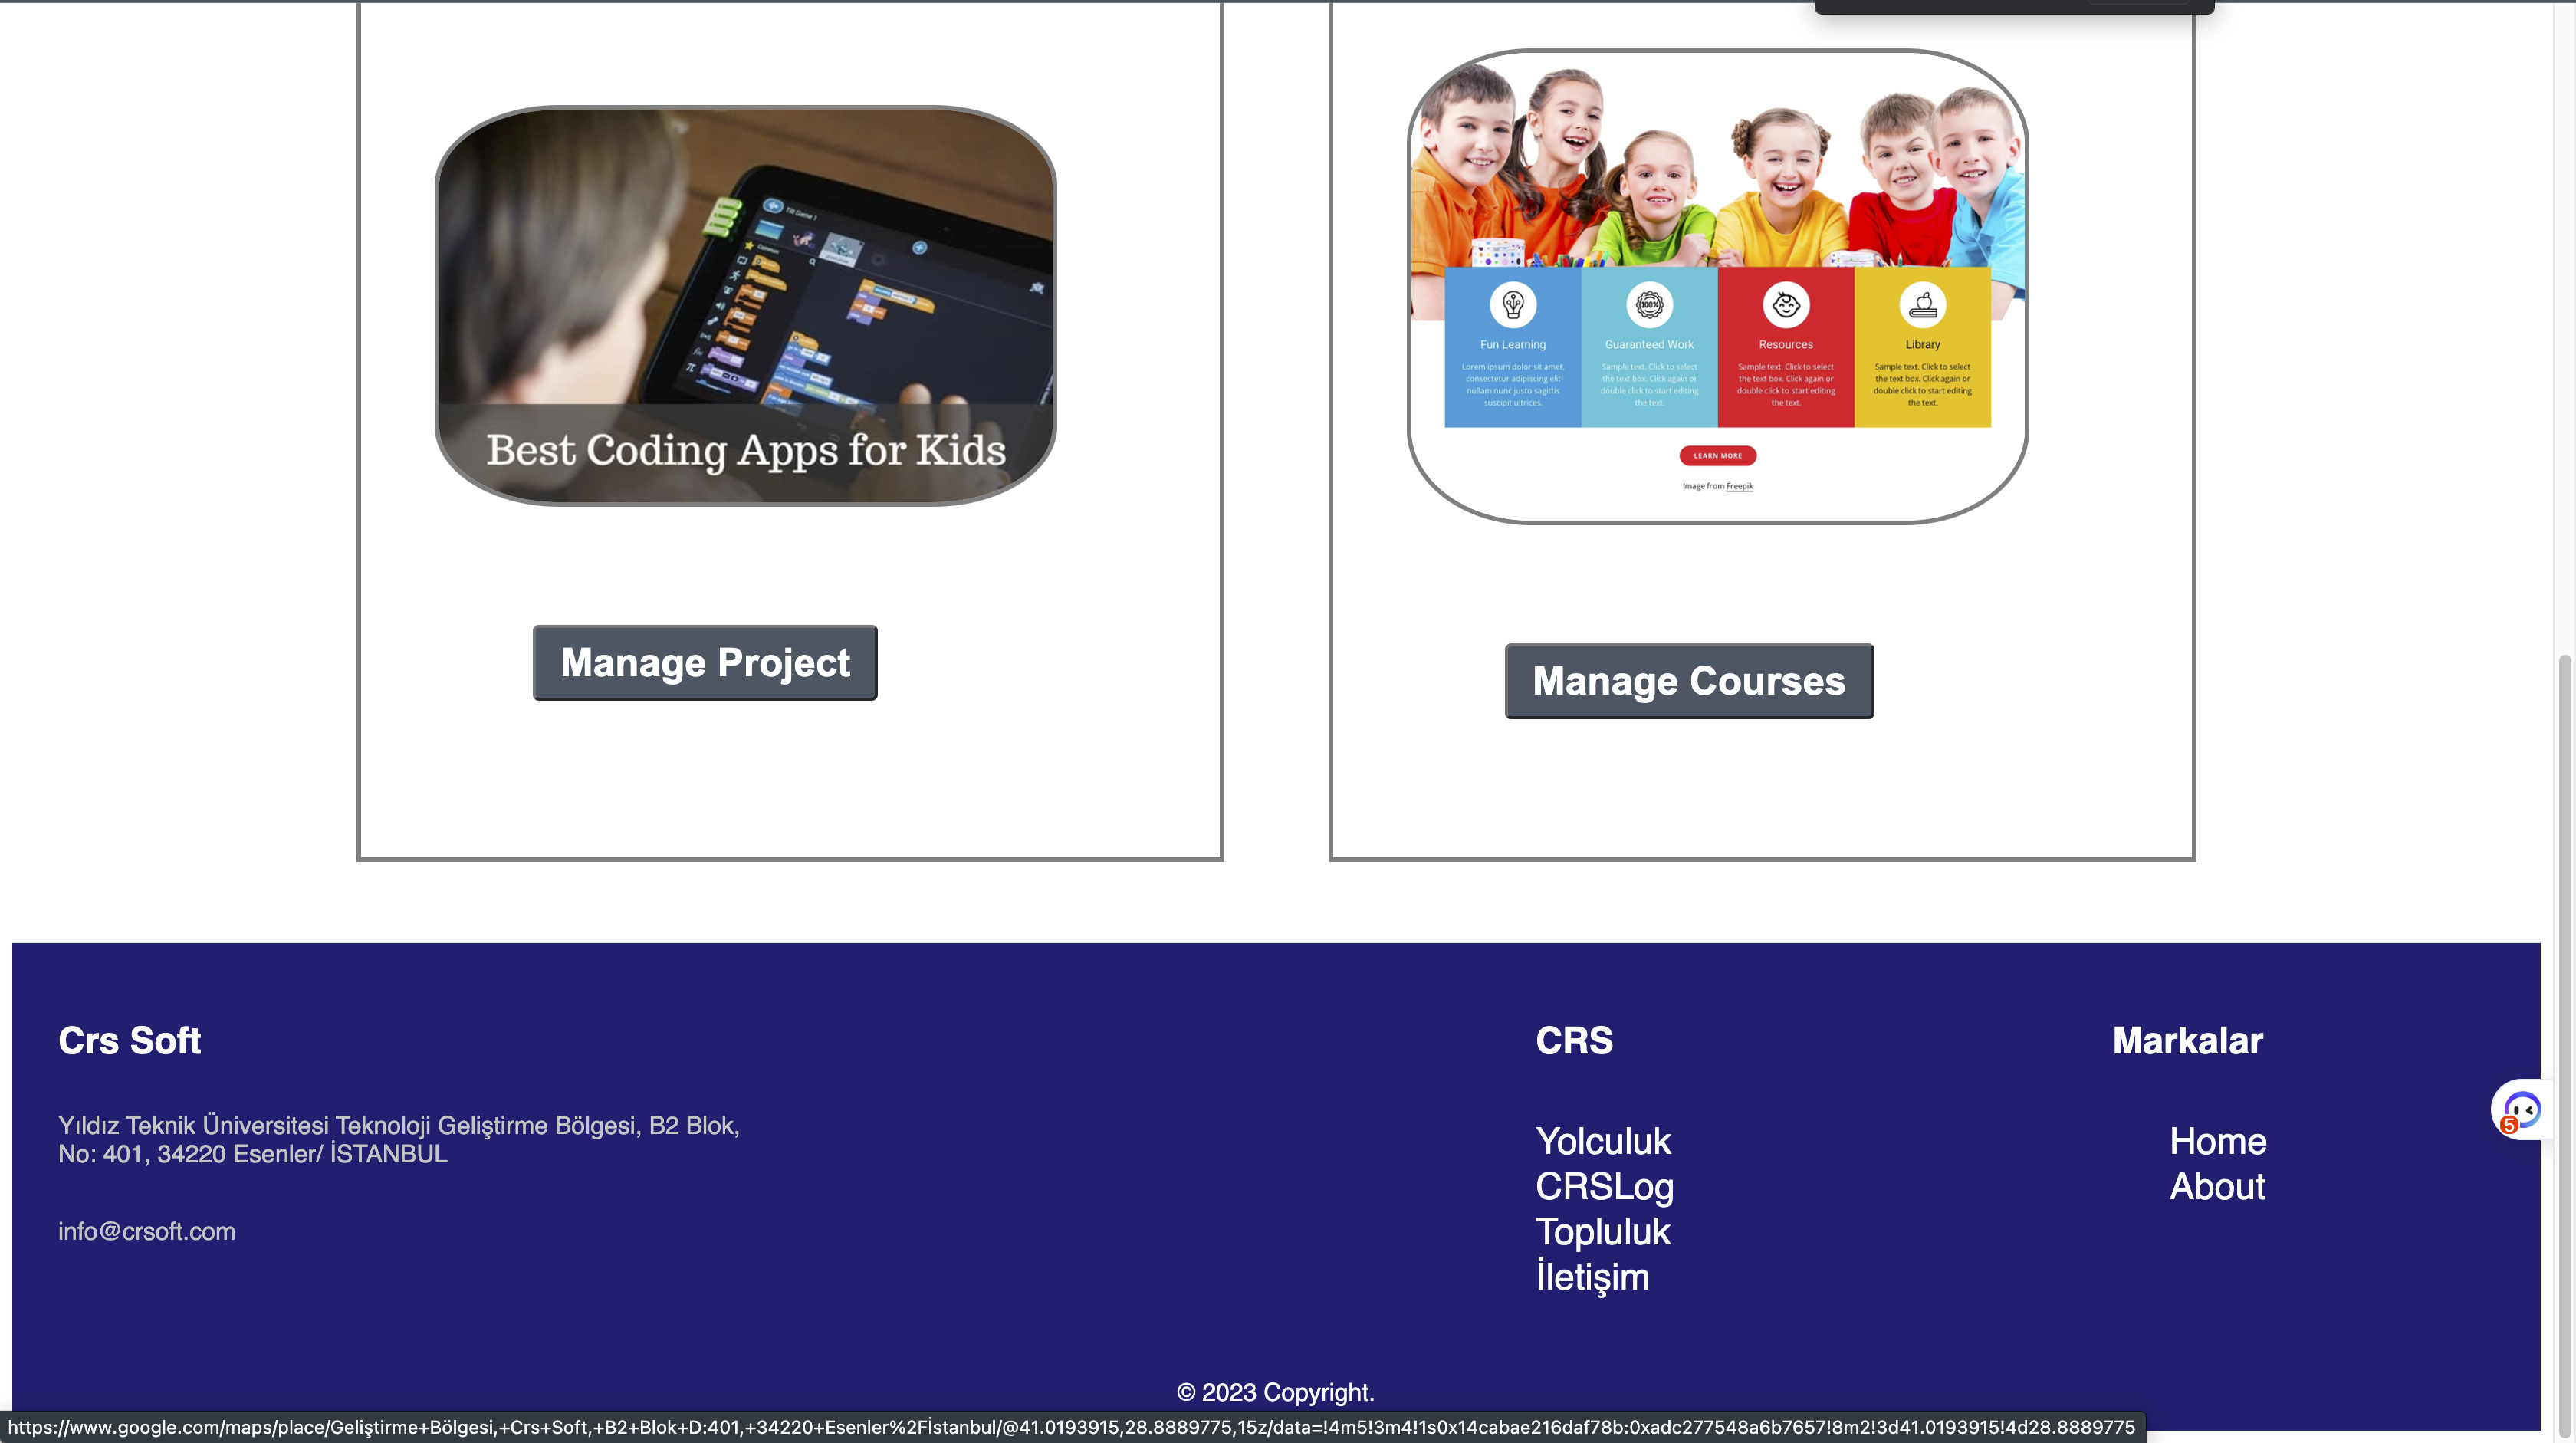 Tilt Game 1
Common
Best Coding Apps for Kids
Manage Project
100%
Fun Learning
Lorem ipsum dolor sit amet,
consectetur adipiscing elit
nullam nunc justo sagittis
suscipit ultrices.
Guaranteed Work
Sample text. Click to select
the text box. Click again or
double click to start editing
the text.
Resources
Sample text. Click to select
the text box. Click again or
double click to start editing
the text.
Library
Sample text. Click to select
the text box. Click again or
double click to start editing
the text.
LEARN MORE
Image from Freepik
Manage Courses
Crs Soft
Yıldız Teknik Üniversitesi Teknoloji Geliştirme Bölgesi, B2 Blok,
No: 401, 34220 Esenler/ İSTANBUL
info@crsoft.com
CRS
Yolculuk
CRSLog
Topluluk
İletişim
Markalar
Home
About
5
© 2023 Copyright.
https://www.google.com/maps/place/Geliştirme+Bölgesi,+Crs+Soft,+B2+Blok+D:401,+34220+Esenler%2Fİstanbul/@41.0193915,28.8889775,15z/data=!4m5!3m4!1s0x14cabae216daf78b:0xadc277548a6b7657!8m2!3d41.0193915!4d28.8889775